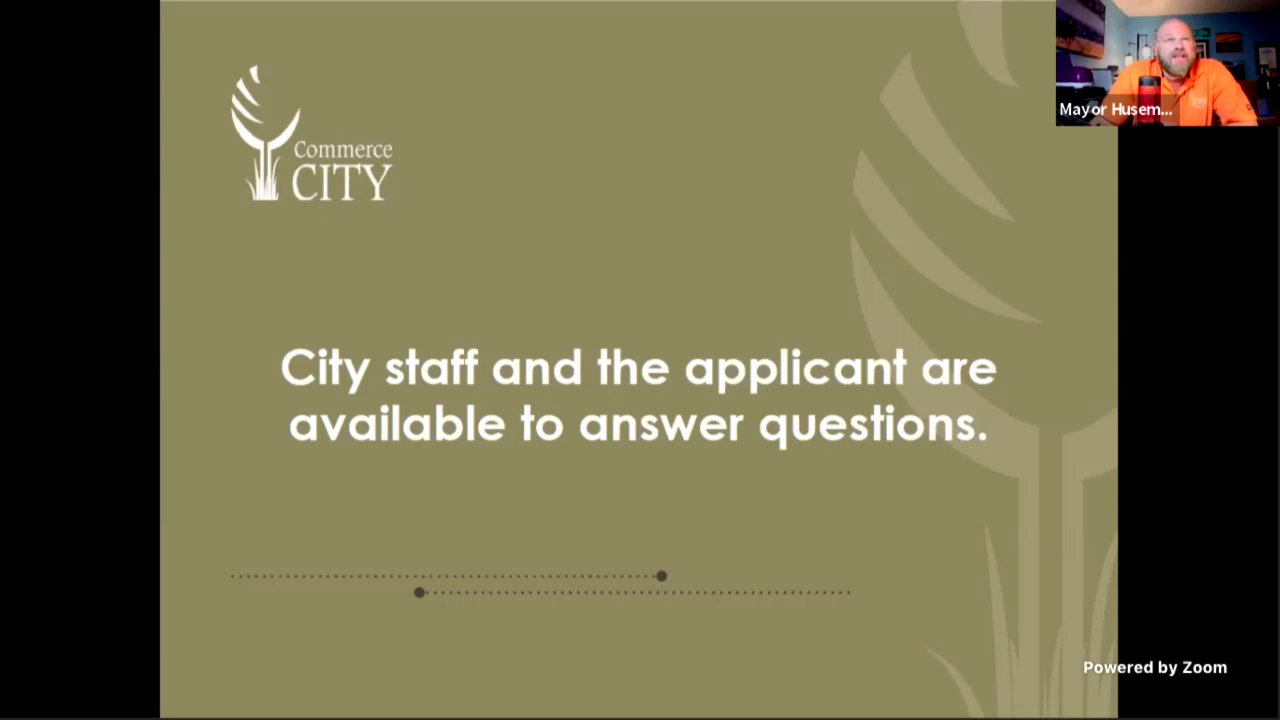 Commerce
CITY
Mayor Husem...
City staff and the applicant are
available to answer questions.
Powered by Zoom